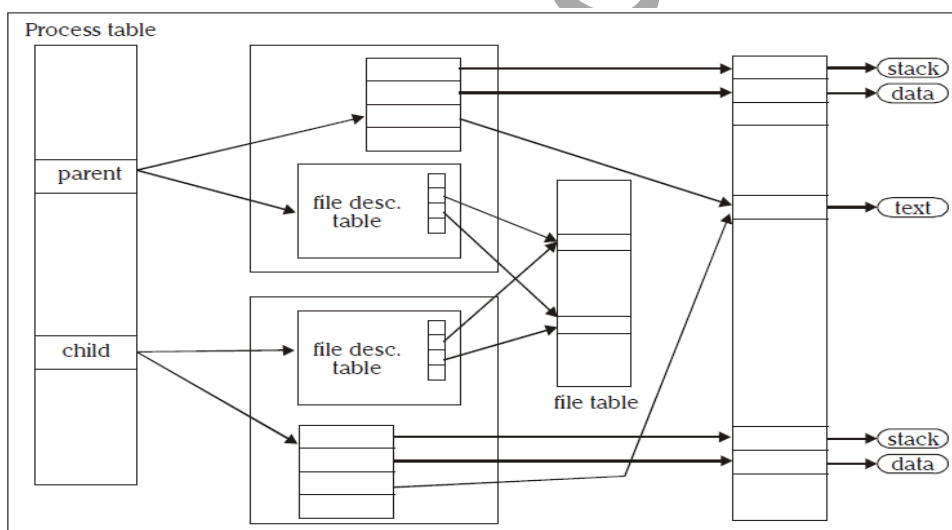 Process table
stack
data
parent
file desc.
table
text
child
file desc.
table
file table
stack
data